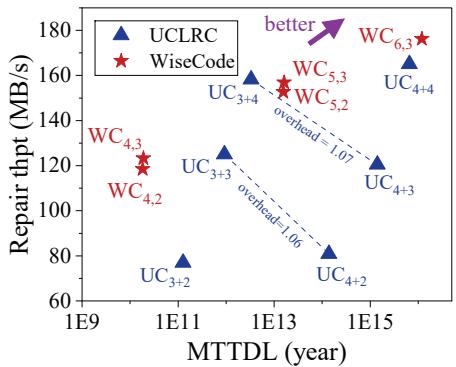 180
160
140
120
100
80
60
Repair thpt (MB/s)
UCLRC
WiseCode
better
WC6,3
UC4+4
WC5,3
WC5,2
UC3+4
overhead = 1.07
WC4,3
WC4,2
UC3+3
UC4+3
overhead=1.06
UC3+2
UC4+2
1E9 1E11 1E13 1E15
MTTDL (year)